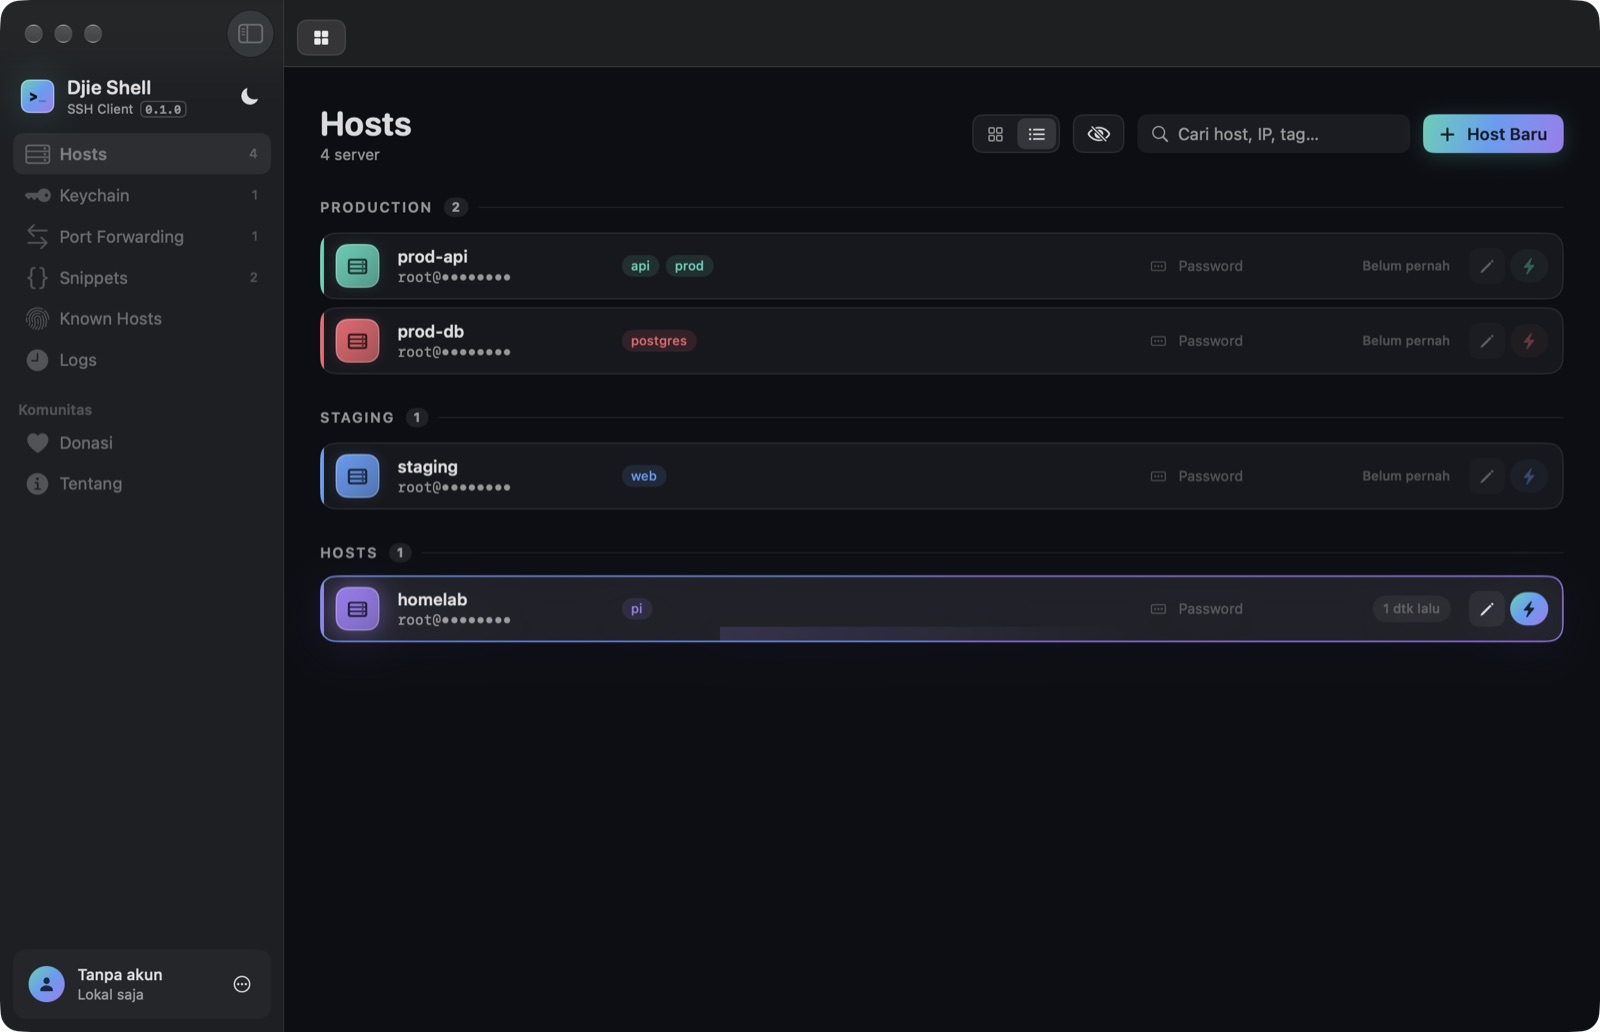 Djie Shell
SSH Client 0.1.0
Hosts 4
Keychain 1
Port Forwarding 1
Snippets 2
Known Hosts
Logs
Komunitas
Donasi
Tentang
Tanpa akun
Lokal saja
Hosts
4 server
Cari host, IP, tag...
+ Host Baru
PRODUCTION 2
prod-api
root@●●●●●●●●
api prod
Password
Belum pernah
prod-db
root@●●●●●●●●
postgres
Password
Belum pernah
STAGING 1
staging
root@●●●●●●●●
web
Password
Belum pernah
HOSTS 1
homelab
root@●●●●●●●●
pi
Password
1 dtk lalu